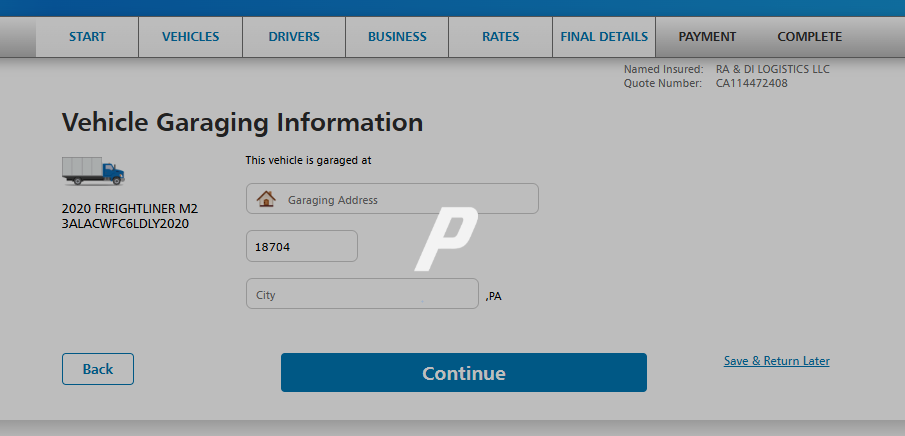 START VEHICLES DRIVERS BUSINESS RATES FINAL DETAILS PAYMENT COMPLETE
Named Insured: RA & DI LOGISTICS LLC
Quote Number: CA114472408
Vehicle Garaging Information
This vehicle is garaged at
2020 FREIGHTLINER M2
3ALACWFC6LDLY2020
Garaging Address
P
18704
City ,PA
Back
Continue
Save & Return Later